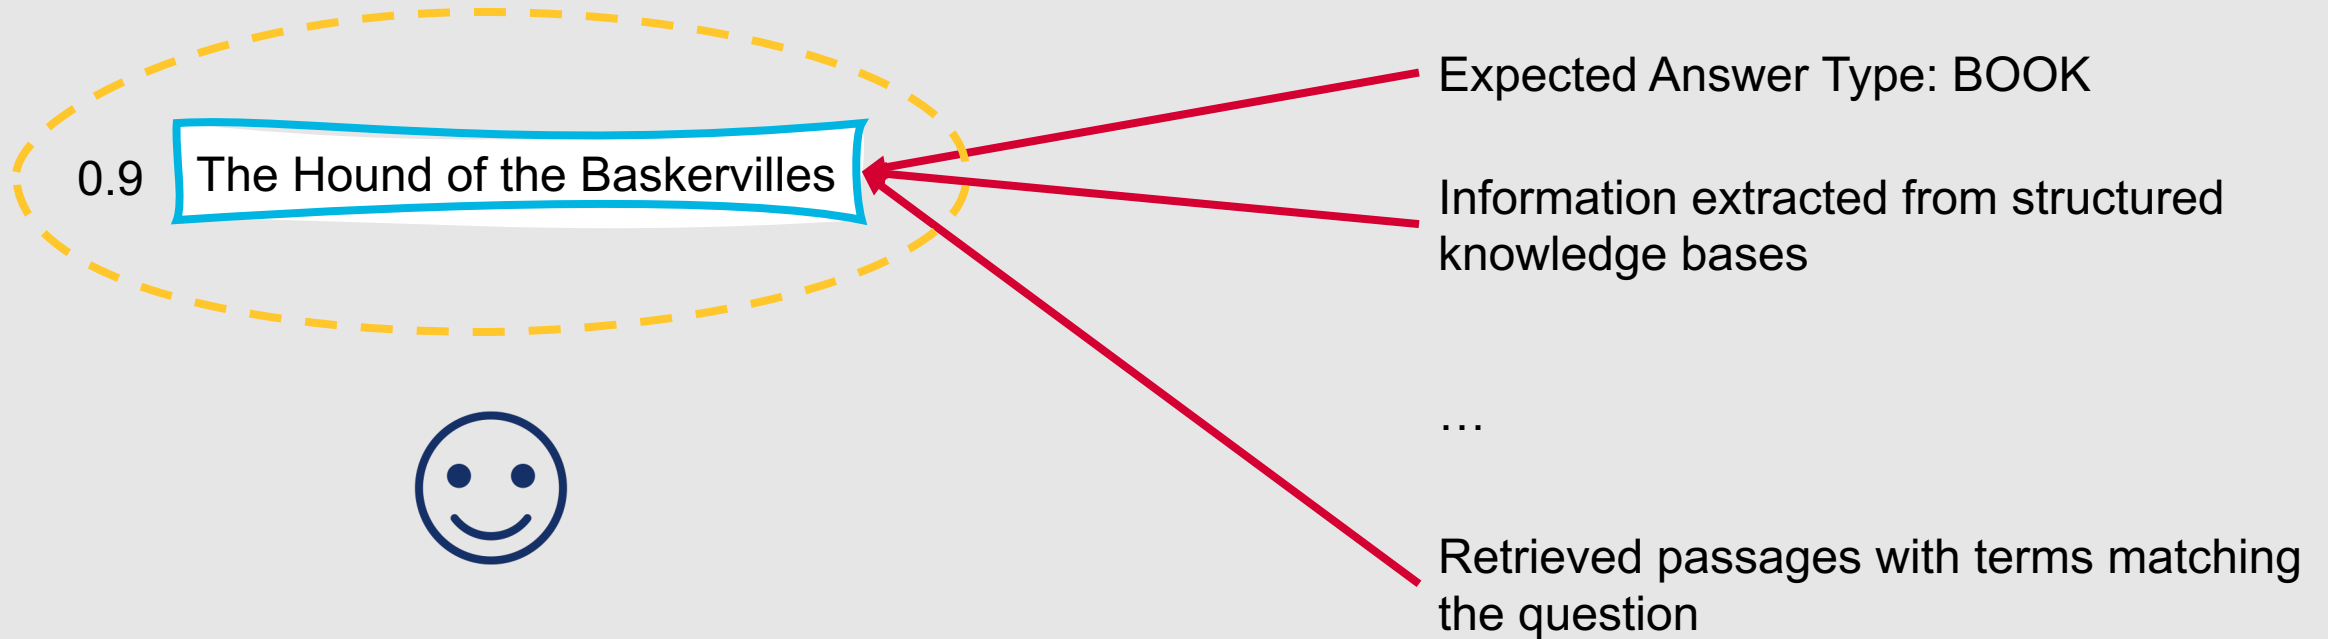 Expected Answer Type: BOOK
0.9 The Hound of the Baskervilles
Information extracted from structured
knowledge bases
…
Retrieved passages with terms matching
the question